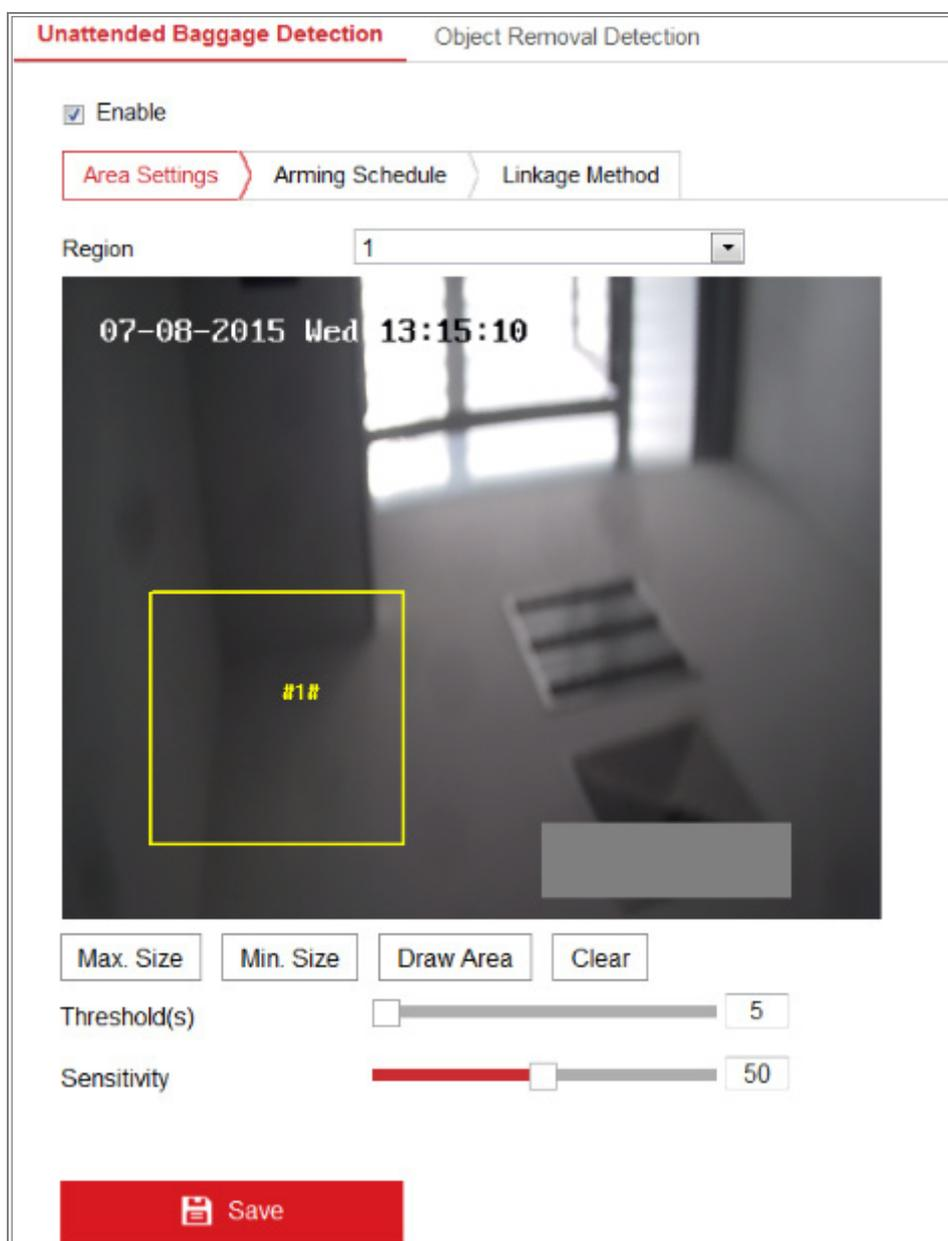 Unattended Baggage Detection Object Removal Detection
Enable
Area Settings Arming Schedule Linkage Method
Region 1
07-08-2015 Wed 13:15:10
#1#
Max. Size Min. Size Draw Area Clear
Threshold(s) 5
Sensitivity 50
Save